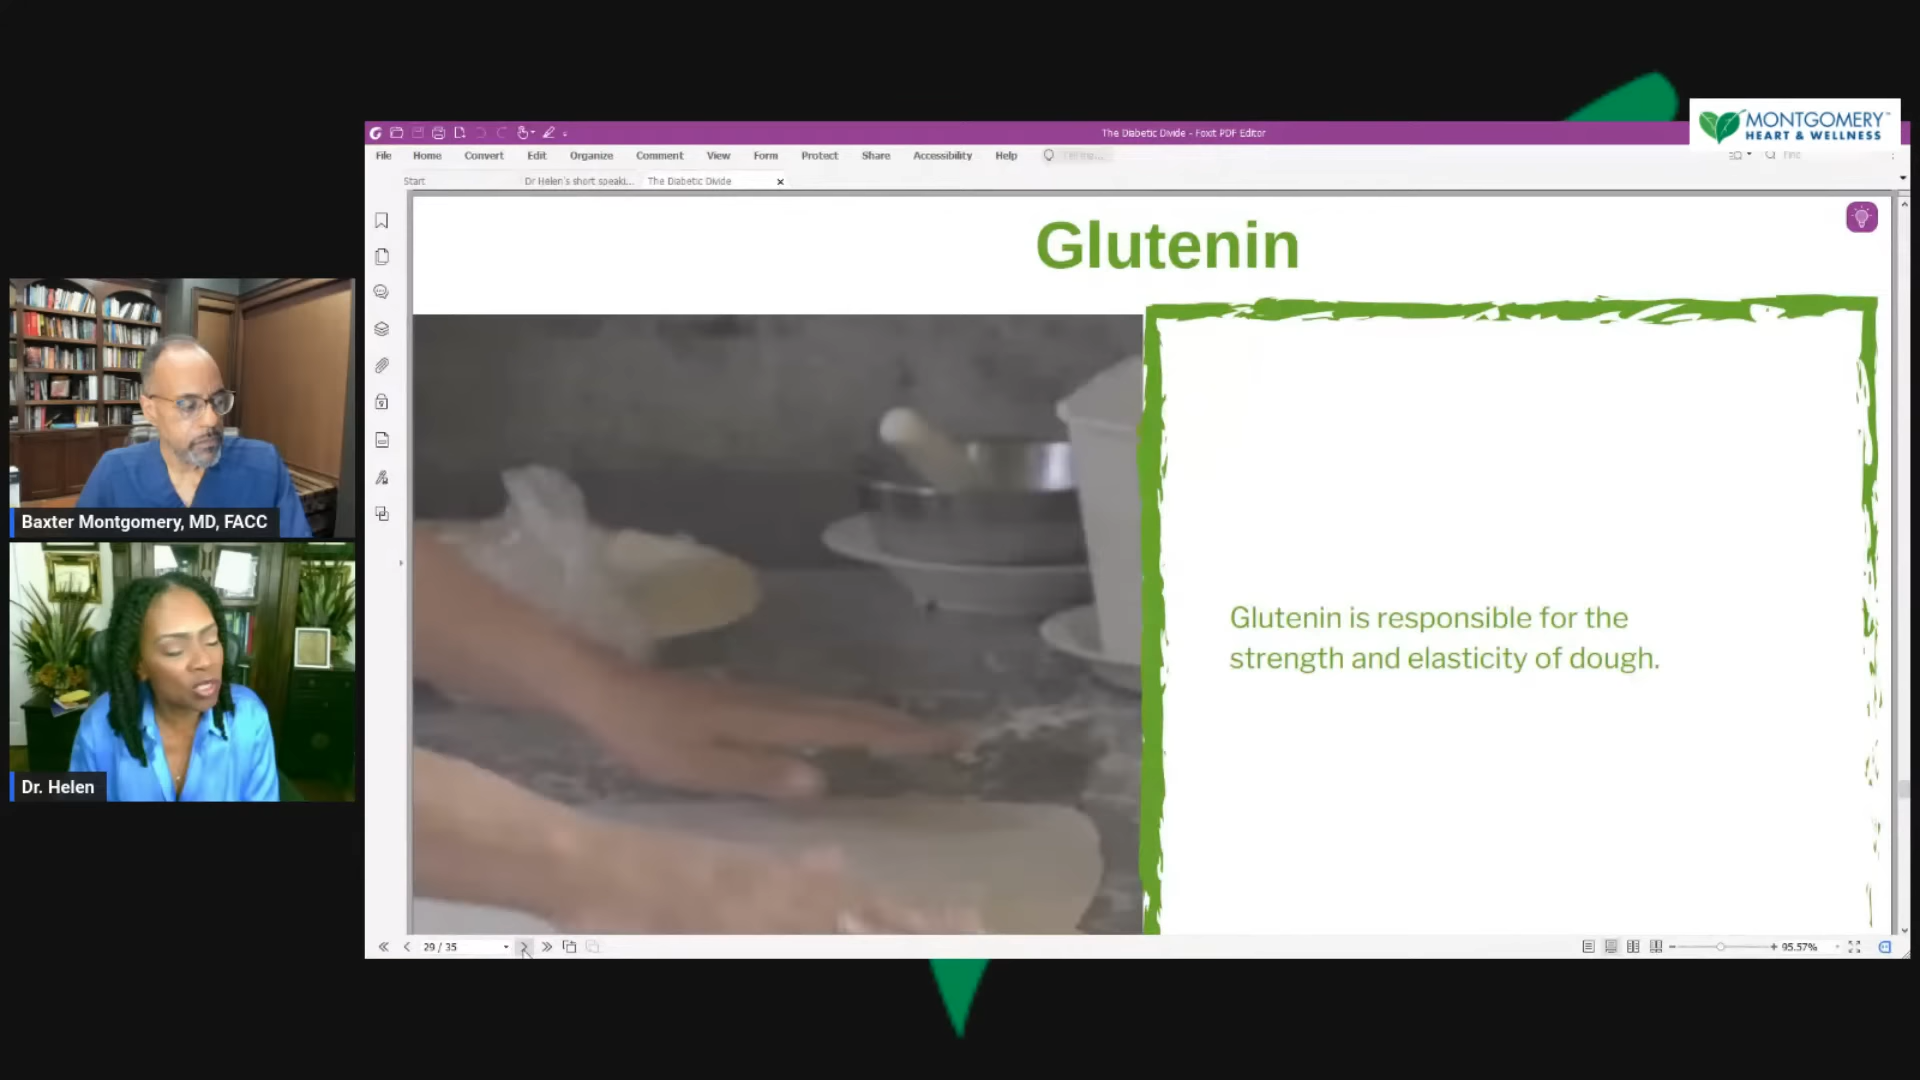 MONTGOMERY™
HEART & WELLNESS
The Diabetic Divide - Foxit PDF Editor
File Home Convert Edit Organize Comment View Form Protect Share Accessibility Help
Find
Start Dr Helen's short speaki... The Diabetic Divide
Glutenin
Glutenin is responsible for the
strength and elasticity of dough.
Baxter Montgomery, MD, FACC
Dr. Helen
29 / 35
95.57%